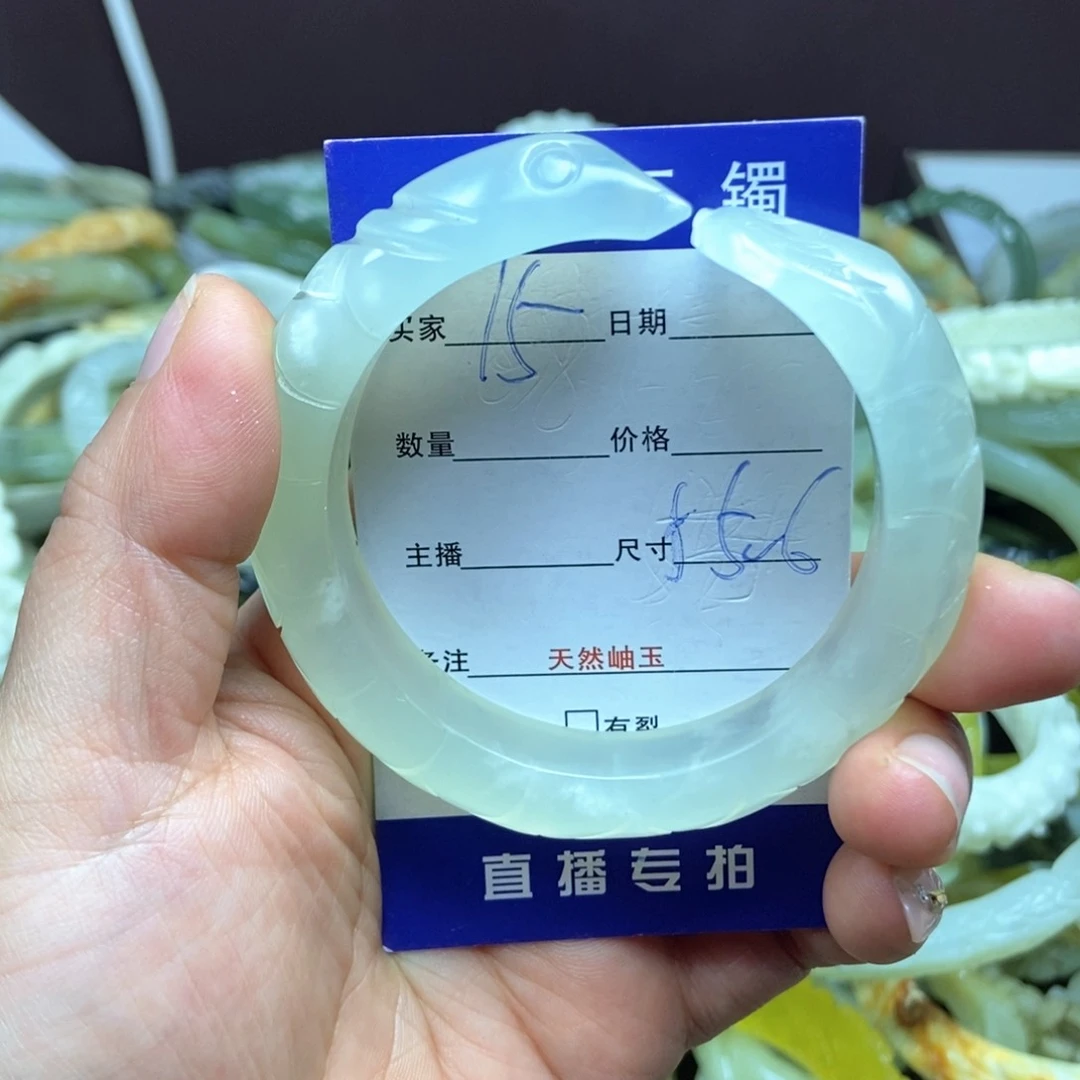 镯
买家 15 日期
数量 价格
主播 尺寸 556
备注 天然岫玉
有裂
直播专拍